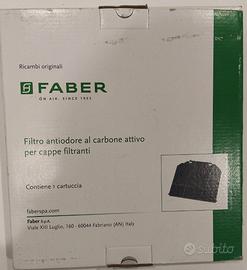 Ricambi originali
FABER
ON AIR. SINCE 1955
Filtro antiodore al carbone attivo
per cappe filtranti
Contiene 1 cartuccia
faberspa.com
Faber S.p.A.
Viale XIII Luglio, 160 - 60044 Fabriano (AN) Italy
subito